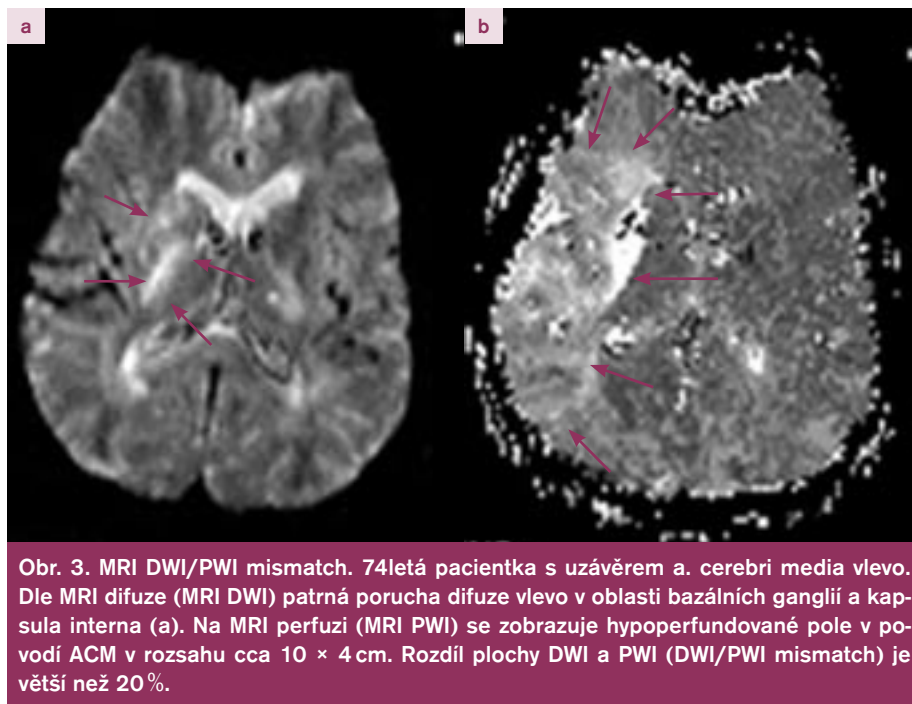 a
b
Obr. 3. MRI DWI/PWI mismatch. 74letá pacientka s uzávěrem a. cerebri media vlevo.
Dle MRI difuze (MRI DWI) patrná porucha difuze vlevo v oblasti bazálních ganglií a kap-
sula interna (a). Na MRI perfuzi (MRI PWI) se zobrazuje hypoperfundované pole v po-
vodí ACM v rozsahu cca 10 × 4 cm. Rozdíl plochy DWI a PWI (DWI/PWI mismatch) je
větší než 20 %.